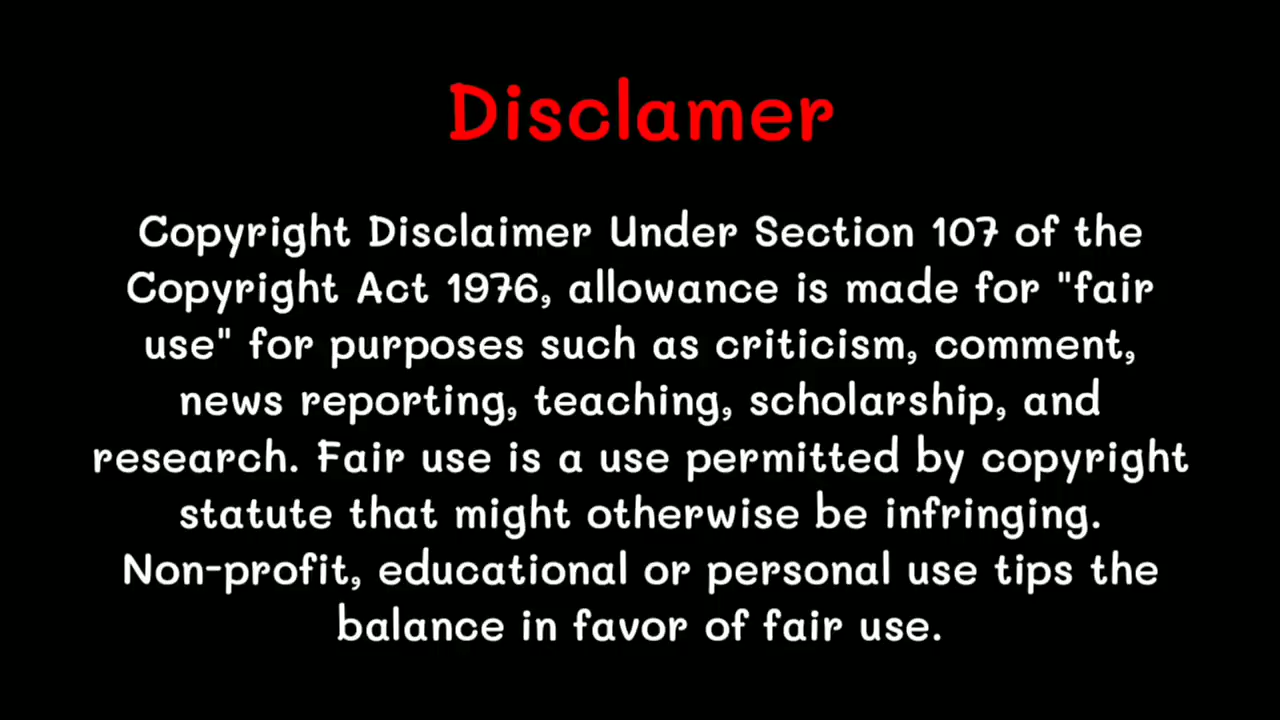 Disclamer
Copyright Disclaimer Under Section 107 of the
Copyright Act 1976, allowance is made for "fair
use" for purposes such as criticism, comment,
news reporting, teaching, scholarship, and
research. Fair use is a use permitted by copyright
statute that might otherwise be infringing.
Non-profit, educational or personal use tips the
balance in favor of fair use.